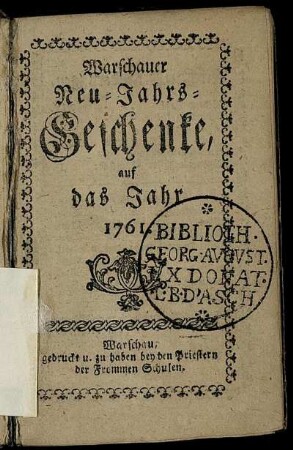 Warschauer
Neu-Jahrs-
Geschenke,
auf
das Jahr
1761.
BIBLIOTH.
GEORG. AVGVST.
EX DONAT.
L.B.D'ASCH
Warschau,
gedruckt u. zu haben bey den Priestern
der Frommen Schulen.